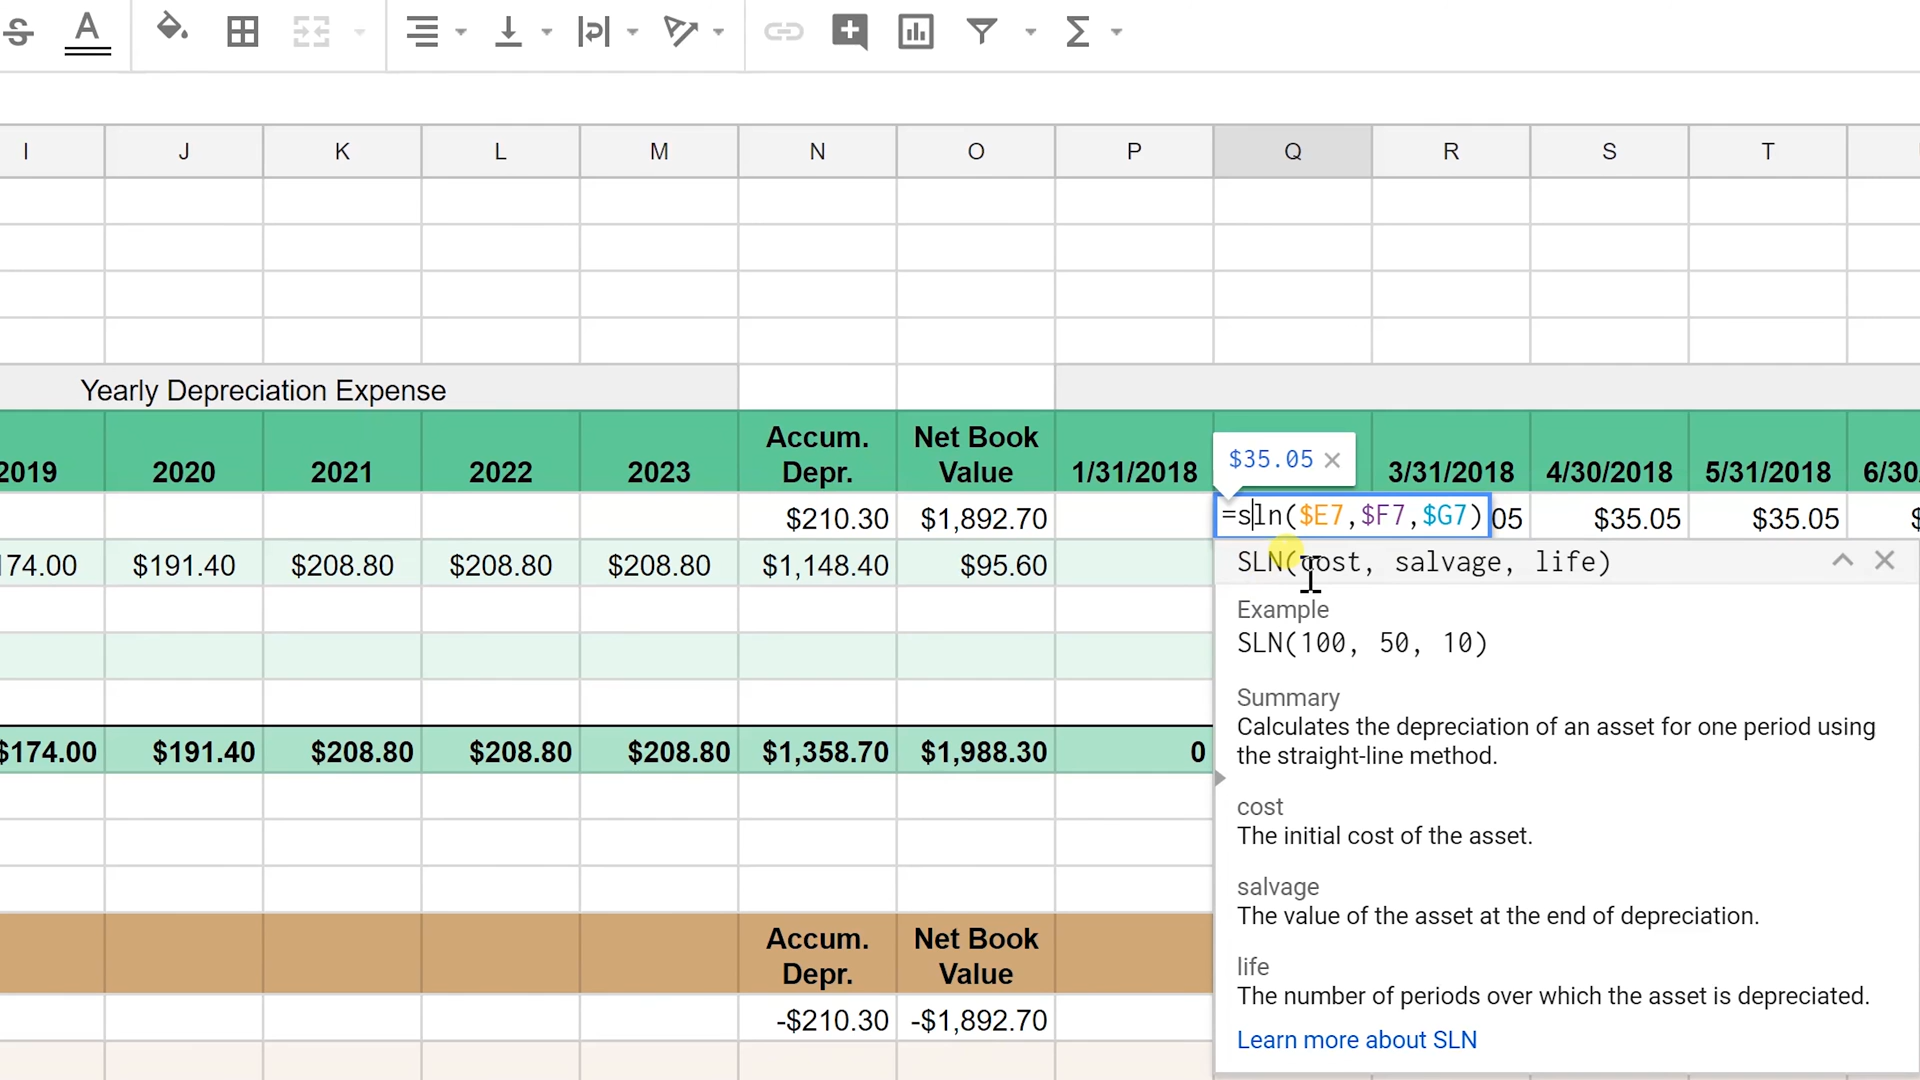 S A
I J K L M N O P Q R S T
Yearly Depreciation Expense
2019 2020 2021 2022 2023 Accum. Depr. Net Book Value 1/31/2018 3/31/2018 4/30/2018 5/31/2018 6/30
$35.05
$210.30 $1,892.70 =sln($E7,$F7,$G7) 05 $35.05 $35.05 $
174.00 $191.40 $208.80 $208.80 $208.80 $1,148.40 $95.60
SLN(cost, salvage, life)
Example
SLN(100, 50, 10)
Summary
Calculates the depreciation of an asset for one period using
the straight-line method.
$174.00 $191.40 $208.80 $208.80 $208.80 $1,358.70 $1,988.30 0
cost
The initial cost of the asset.
salvage
The value of the asset at the end of depreciation.
Accum. Depr. Net Book Value
life
The number of periods over which the asset is depreciated.
-$210.30 -$1,892.70
Learn more about SLN